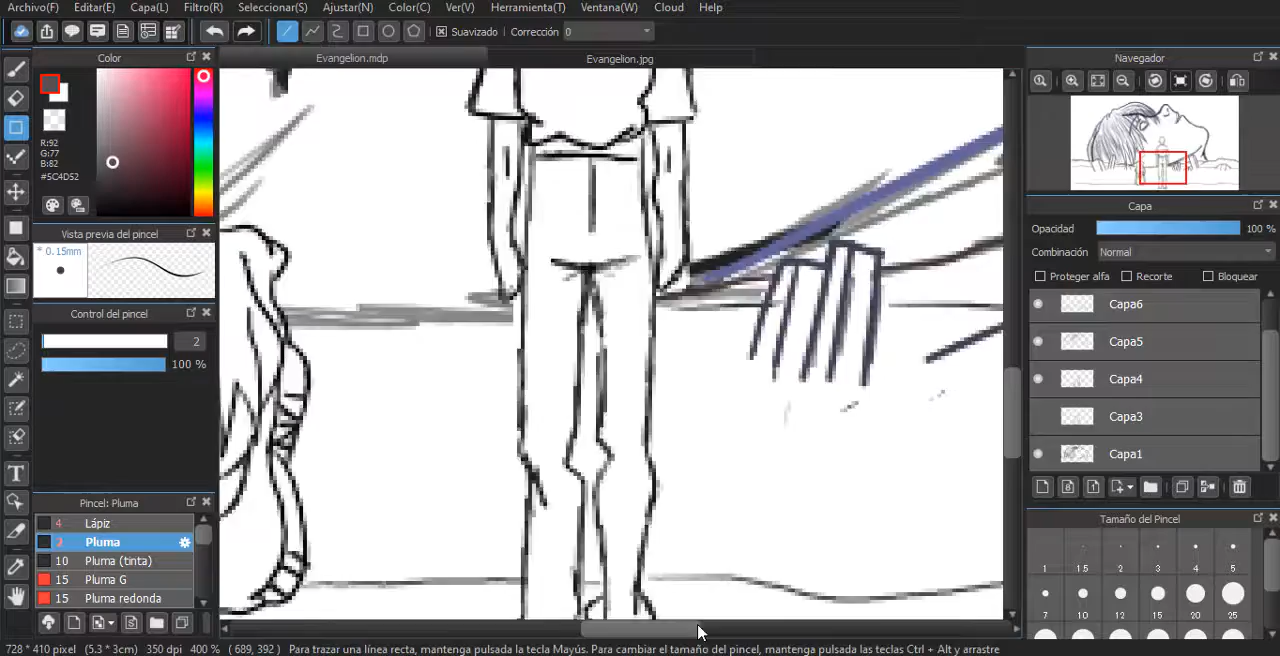 Archivo(F) Editar(E) Capa(L) Filtro(R) Seleccionar(S) Ajustar(N) Color(C) Ver(V) Herramienta(T) Ventana(W) Cloud Help
Suavizado Corrección 0
Color
R:92
G:77
B:82
#5C4D52
Vista previa del pincel
* 0.15mm
Control del pincel
2
100 %
Pincel: Pluma
4 Lápiz
2 Pluma
10 Pluma (tinta)
15 Pluma G
15 Pluma redonda
Evangelion.mdp Evangelion.jpg
Navegador
Capa
Opacidad 100 %
Combinación Normal
Proteger alfa Recorte Bloquear
Capa6
Capa5
Capa4
Capa3
Capa1
Tamaño del Pincel
1 1.5 2 3 4 5
7 10 12 15 20 25
728 * 410 pixel (5.3 * 3cm) 350 dpi 400 % ( 689, 392 ) Para trazar una línea recta, mantenga pulsada la tecla Mayús. Para cambiar el tamaño del pincel, mantenga pulsadas las teclas Ctrl + Alt y arrastre